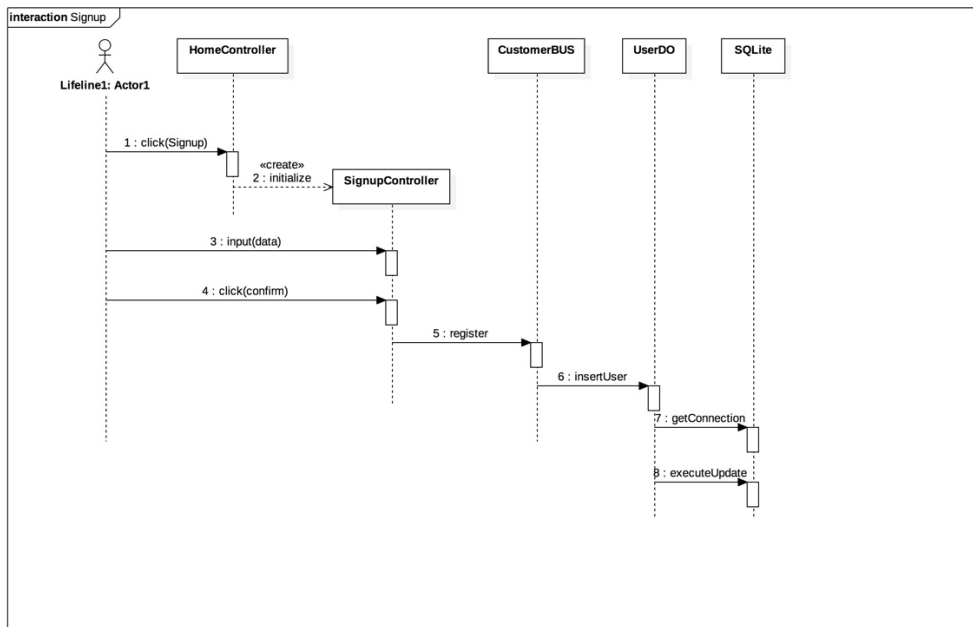 interaction Signup
HomeController
CustomerBUS
UserDO
SQLite
Lifeline1: Actor1
1 : click(Signup)
«create»
2 : initialize
SignupController
3 : input(data)
4 : click(confirm)
5 : register
6 : insertUser
7 : getConnection
8 : executeUpdate